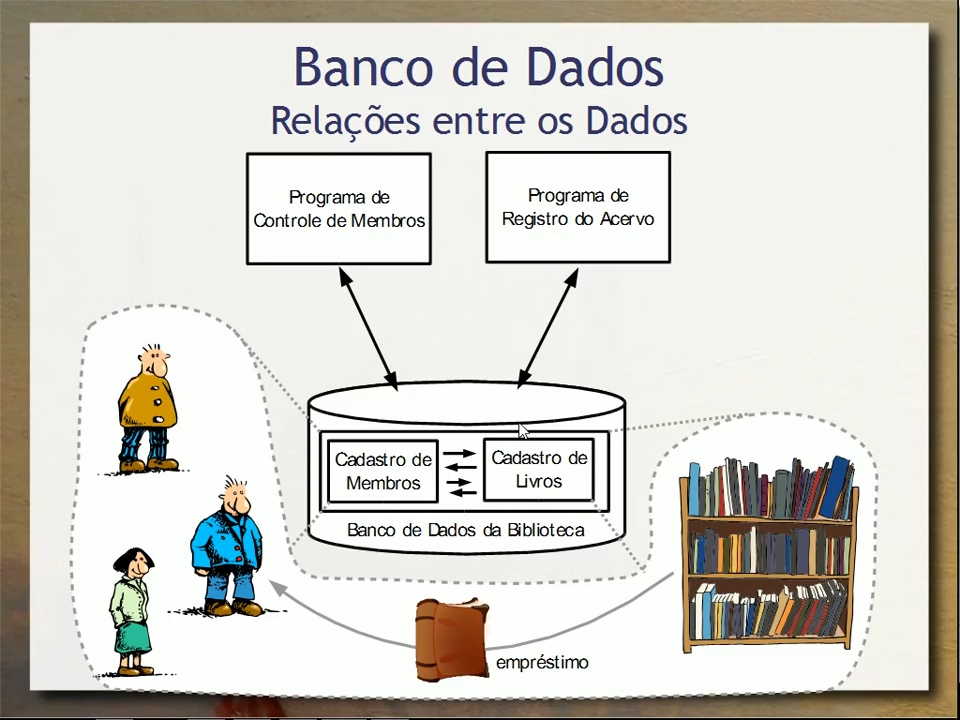 Banco de Dados
Relações entre os Dados
Programa de
Controle de Membros
Programa de
Registro do Acervo
Cadastro de
Membros
Cadastro de
Livros
Banco de Dados da Biblioteca
empréstimo